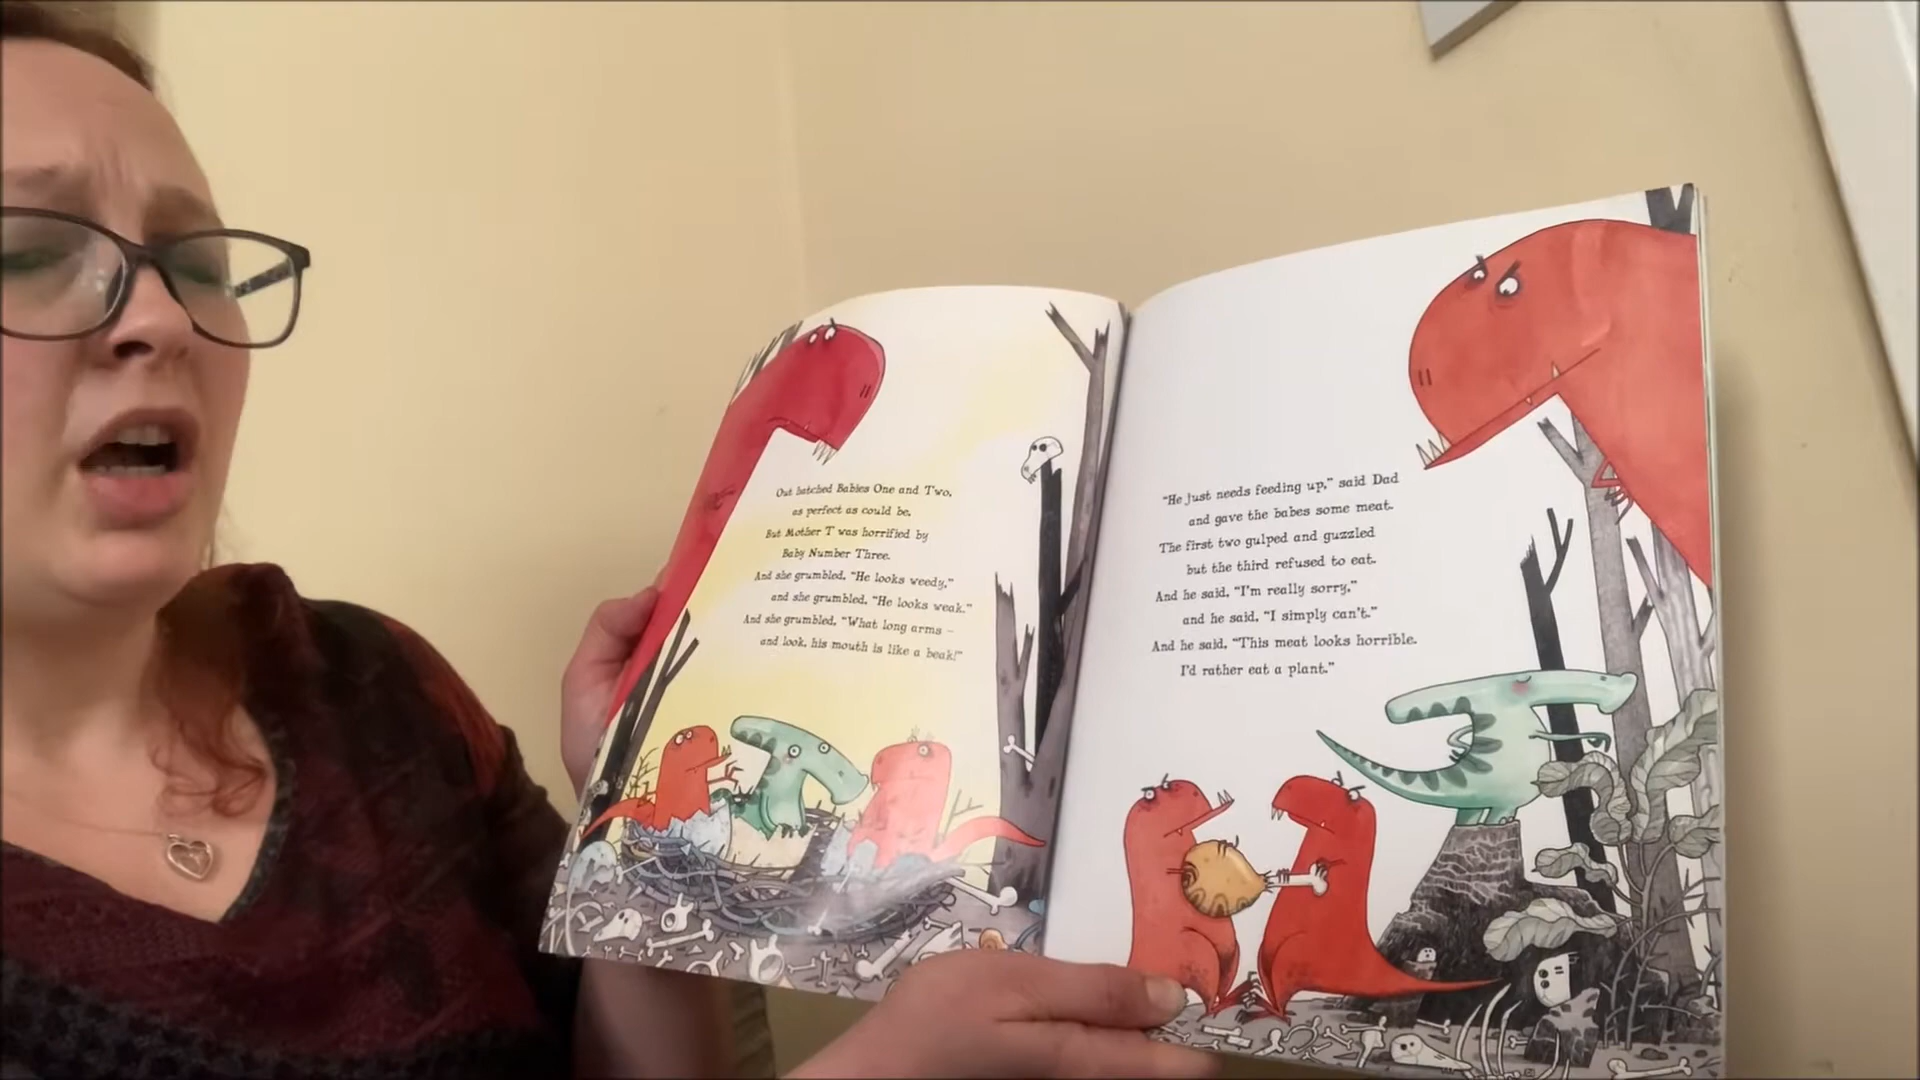 Out hatched Babies One and Two,
as perfect as could be.
But Mother T was horrified by
Baby Number Three.
And she grumbled, "He looks weedy,"
and she grumbled, "He looks weak."
And she grumbled, "What long arms –
and look, his mouth is like a beak!"
"He just needs feeding up," said Dad
and gave the babes some meat.
The first two gulped and guzzled
but the third refused to eat.
And he said, "I'm really sorry,"
and he said, "I simply can't."
And he said, "This meat looks horrible.
I'd rather eat a plant."